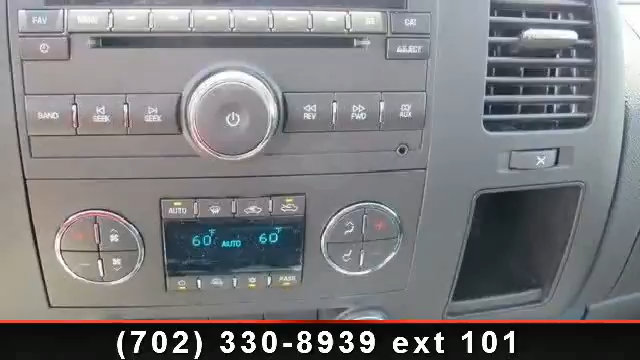 FAV CAT
EJECT
BAND SEEK SEEK REV FWD AUX
AUTO
60°F AUTO 60°F
PASS
(702) 330-8939 ext 101